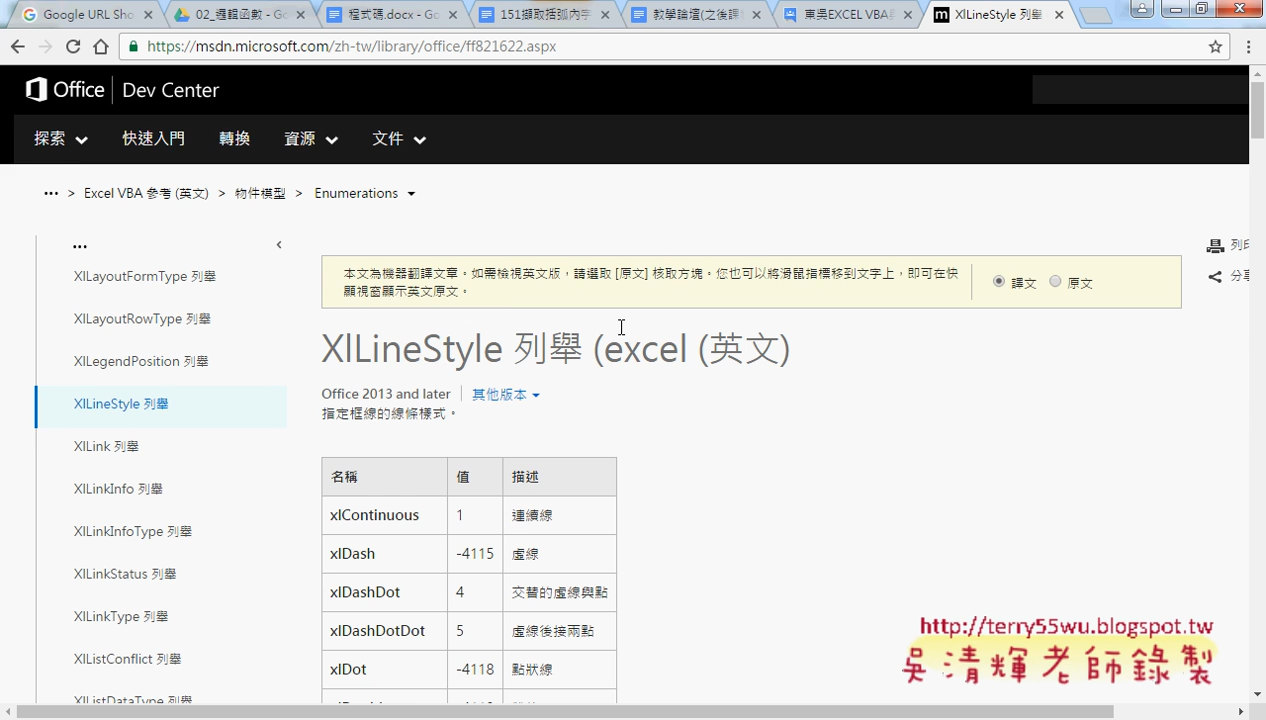 Google URL Sho
02_邏輯函數 - Go
程式碼.docx - Go
151擷取括弧內字
教學論壇(之後
東吳EXCEL VBA
XlLineStyle 列舉
https://msdn.microsoft.com/zh-tw/library/office/ff821622.aspx
Office Dev Center
探索 快速入門 轉換 資源 文件
... > Excel VBA 參考 (英文) > 物件模型 > Enumerations
...
XlLayoutFormType 列舉
XlLayoutRowType 列舉
XlLegendPosition 列舉
XlLineStyle 列舉
XlLink 列舉
XlLinkInfo 列舉
XlLinkInfoType 列舉
XlLinkStatus 列舉
XlLinkType 列舉
XlListConflict 列舉
XlListDataType 列舉
本文為機器翻譯文章。如需檢視英文版，請選取 [原文] 核取方塊。您也可以將滑鼠指標移到文字上，即可在快
顯視窗顯示英文原文。
譯文 原文
列印
分享
XlLineStyle 列舉 (excel (英文)
Office 2013 and later 其他版本
指定框線的線條樣式。
名稱 值 描述
xlContinuous 1 連續線
xlDash -4115 虛線
xlDashDot 4 交替的虛線與點
xlDashDotDot 5 虛線後接兩點
xlDot -4118 點狀線
http://terry55wu.blogspot.tw
吳清輝老師錄製